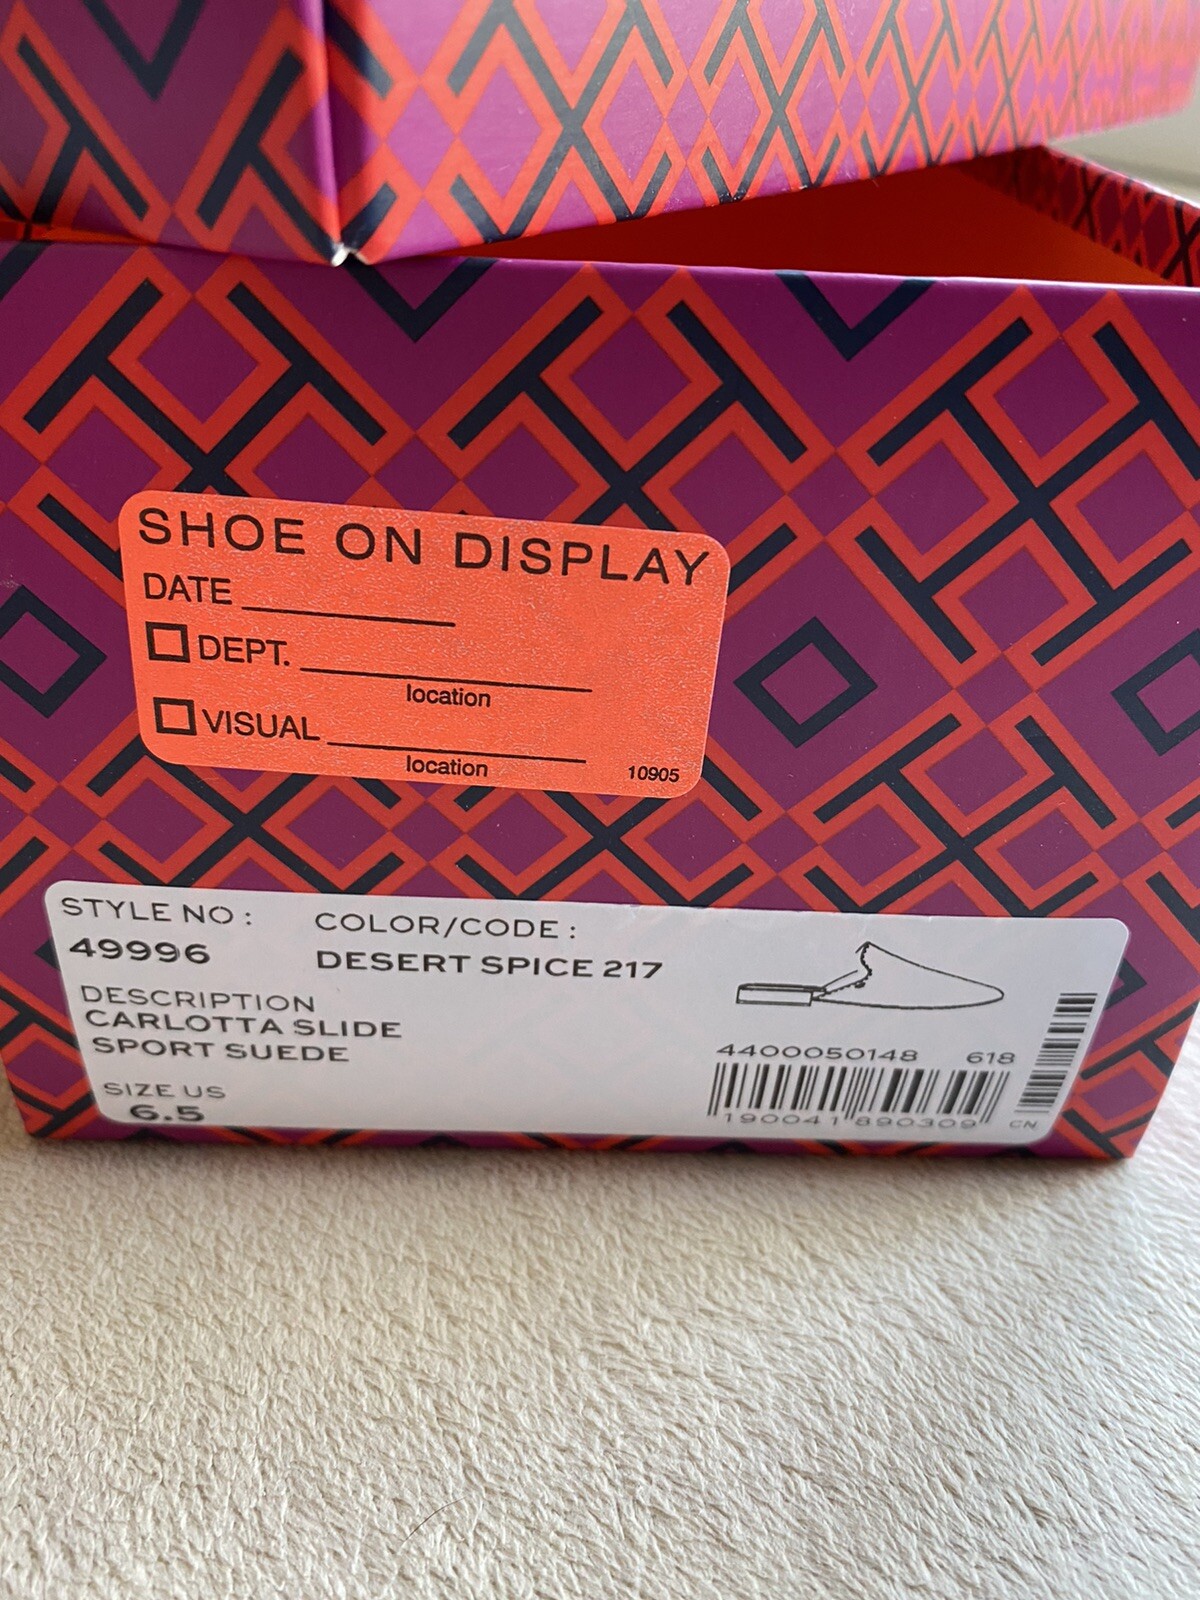 SHOE ON DISPLAY
DATE
DEPT.
location
VISUAL
location
10905
STYLE NO : COLOR/CODE :
49996 DESERT SPICE 217
DESCRIPTION
CARLOTTA SLIDE
SPORT SUEDE
SIZE US
6.5
4400050148 618
190041890309 CN